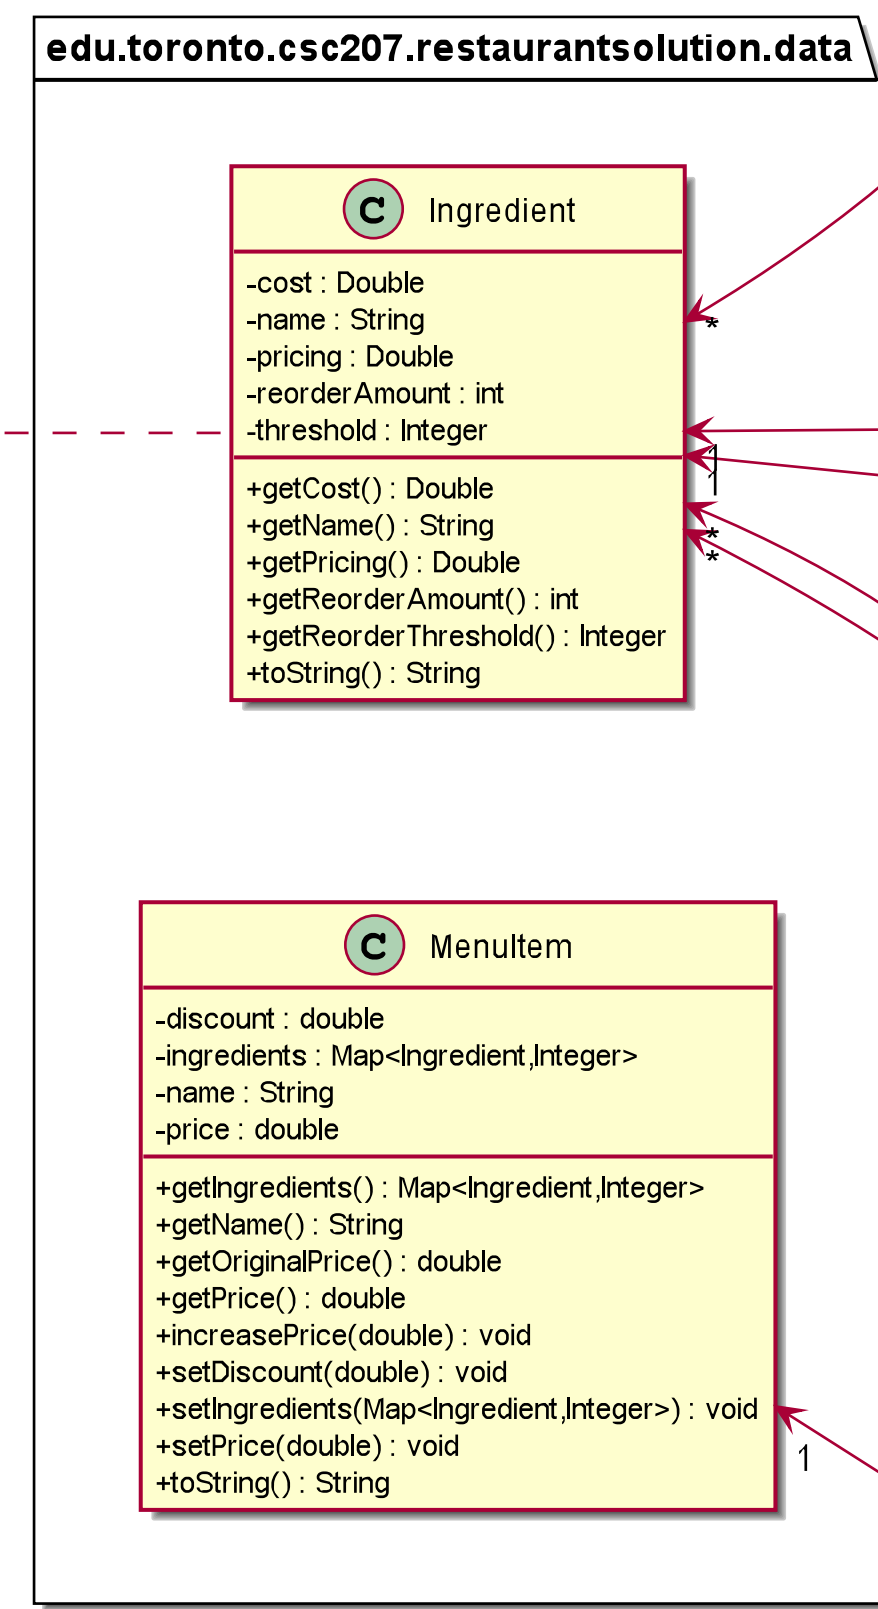 edu.toronto.csc207.restaurantsolution.data
C Ingredient
-cost : Double
-name : String
-pricing : Double
-reorderAmount : int
-threshold : Integer
+getCost() : Double
+getName() : String
+getPricing() : Double
+getReorderAmount() : int
+getReorderThreshold() : Integer
+toString() : String
*
1
1
*
*
C MenuItem
-discount : double
-ingredients : Map<Ingredient,Integer>
-name : String
-price : double
+getIngredients() : Map<Ingredient,Integer>
+getName() : String
+getOriginalPrice() : double
+getPrice() : double
+increasePrice(double) : void
+setDiscount(double) : void
+setIngredients(Map<Ingredient,Integer>) : void
+setPrice(double) : void
+toString() : String
1